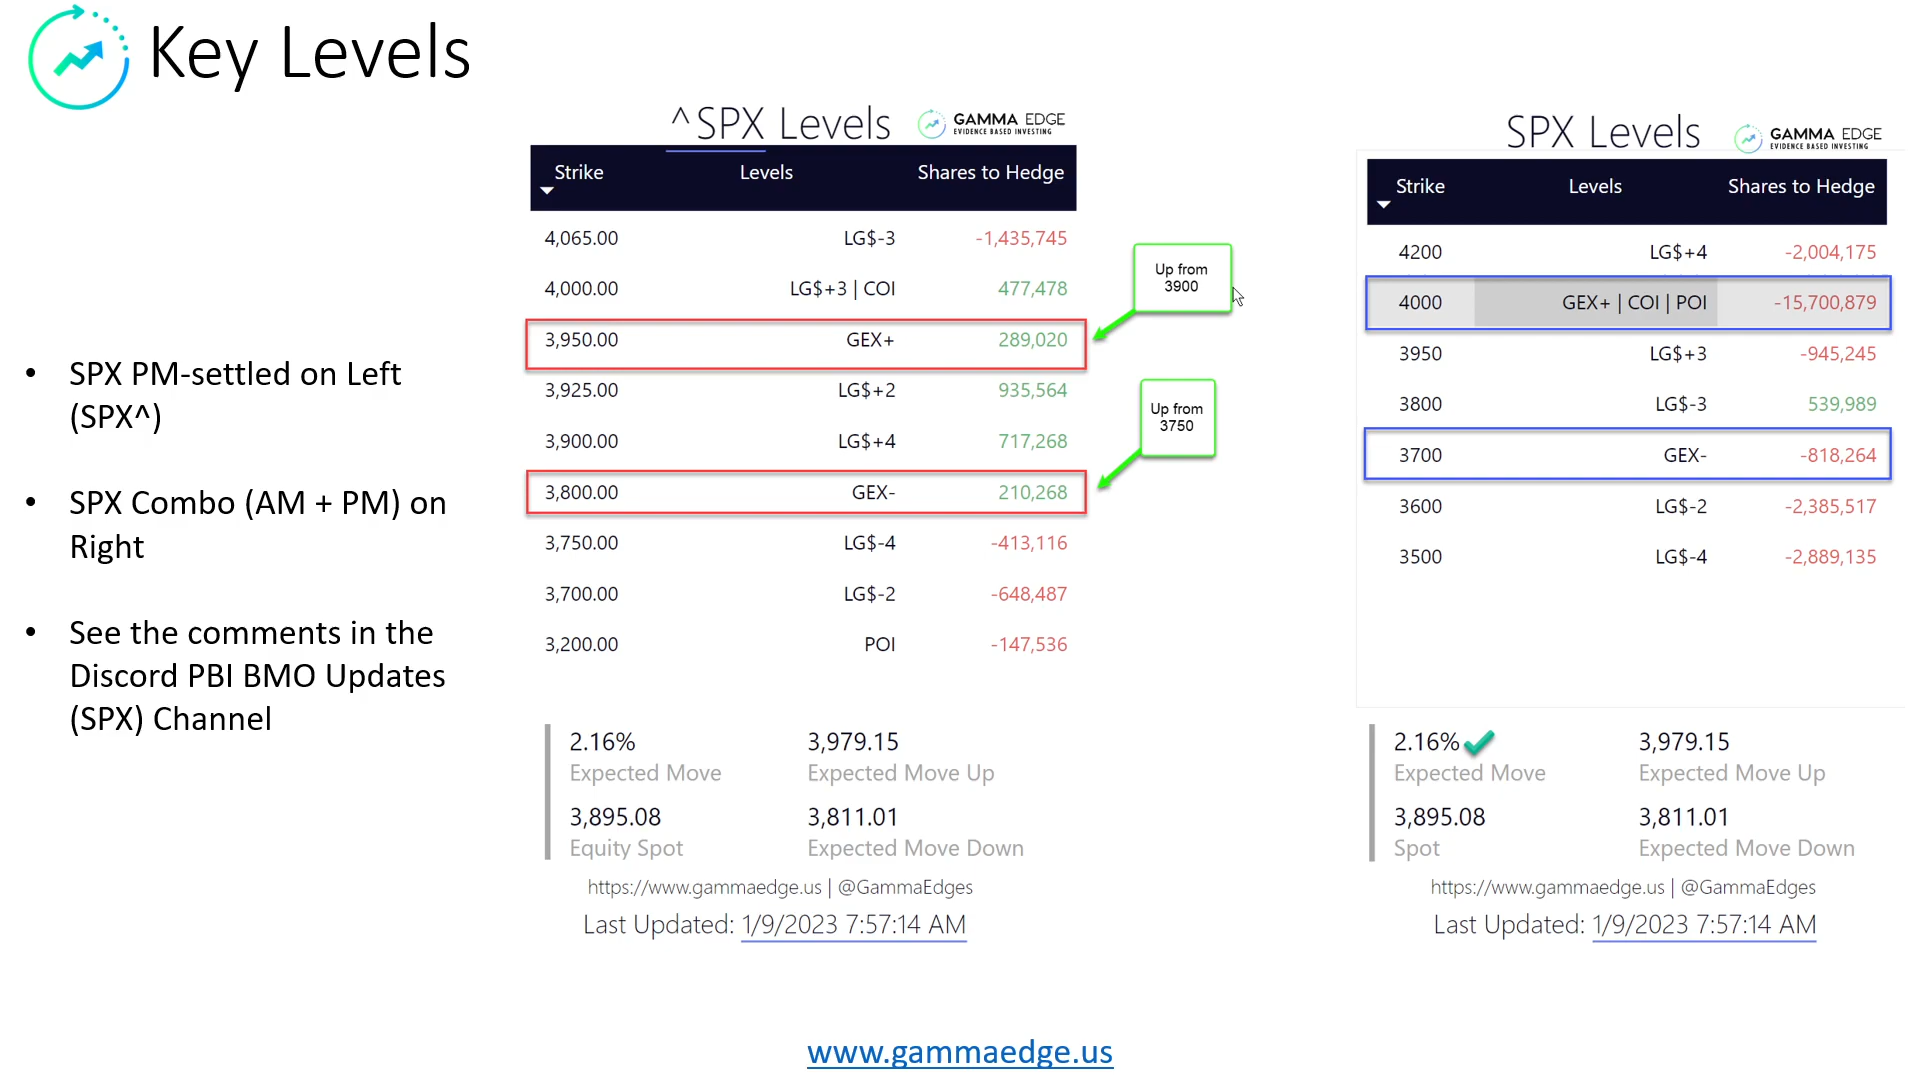 Key Levels
• SPX PM-settled on Left
(SPX^)
• SPX Combo (AM + PM) on
Right
• See the comments in the
Discord PBI BMO Updates
(SPX) Channel
^SPX Levels
GAMMA EDGE
EVIDENCE BASED INVESTING
Strike Levels Shares to Hedge
4,065.00 LG$-3 -1,435,745
4,000.00 LG$+3 | COI 477,478
3,950.00 GEX+ 289,020
3,925.00 LG$+2 935,564
3,900.00 LG$+4 717,268
3,800.00 GEX- 210,268
3,750.00 LG$-4 -413,116
3,700.00 LG$-2 -648,487
3,200.00 POI -147,536
Up from
3900
Up from
3750
2.16% 3,979.15
Expected Move Expected Move Up
3,895.08 3,811.01
Equity Spot Expected Move Down
https://www.gammaedge.us | @GammaEdges
Last Updated: 1/9/2023 7:57:14 AM
SPX Levels
GAMMA EDGE
EVIDENCE BASED INVESTING
Strike Levels Shares to Hedge
4200 LG$+4 -2,004,175
4000 GEX+ | COI | POI -15,700,879
3950 LG$+3 -945,245
3800 LG$-3 539,989
3700 GEX- -818,264
3600 LG$-2 -2,385,517
3500 LG$-4 -2,889,135
2.16% 3,979.15
Expected Move Expected Move Up
3,895.08 3,811.01
Spot Expected Move Down
https://www.gammaedge.us | @GammaEdges
Last Updated: 1/9/2023 7:57:14 AM
www.gammaedge.us